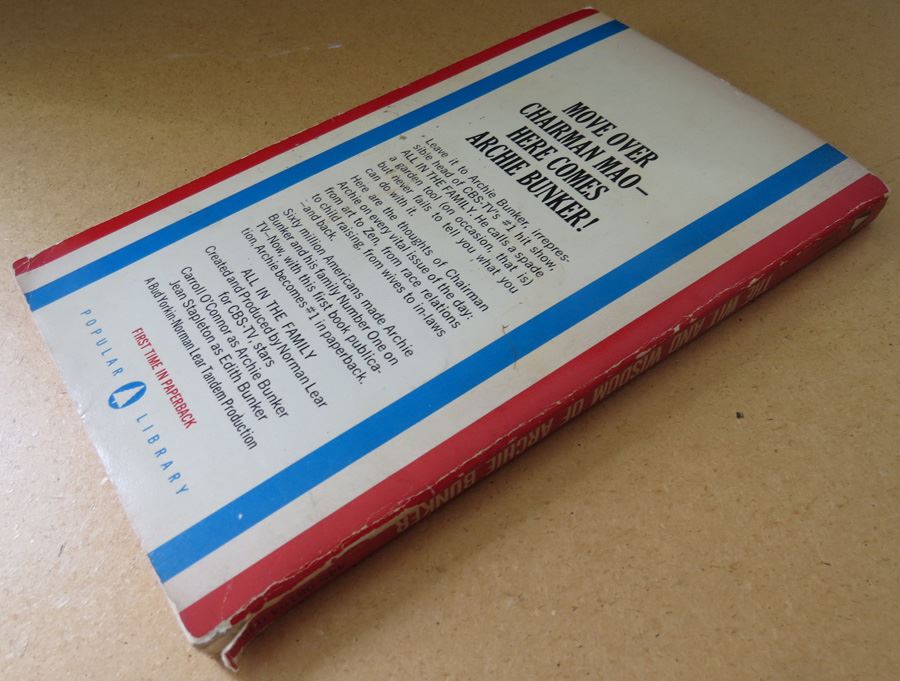 MOVE OVER
CHAIRMAN MAO—
HERE COMES
ARCHIE BUNKER!
Leave it to Archie Bunker, irrepres-
sible head of CBS-TV's #1 hit show,
ALL IN THE FAMILY. He calls a spade
a garden tool (on occasion, that is)
but never fails to tell you what you
can do with it.
Here are the thoughts of Chairman
Archie on every vital issue of the day:
from art to Zen, from race relations
to child raising, from wives to in-laws
—and back.
Sixty million Americans made Archie
Bunker and his family Number One on
TV—Now, with this first book publica-
tion, Archie becomes #1 in paperback.
ALL IN THE FAMILY
Created and Produced by Norman Lear
for CBS-TV, stars
Carroll O'Connor as Archie Bunker
Jean Stapleton as Edith Bunker
A Bud Yorkin-Norman Lear Tandem Production
FIRST TIME IN PAPERBACK
POPULAR LIBRARY
THE WIT AND WISDOM OF ARCHIE BUNKER